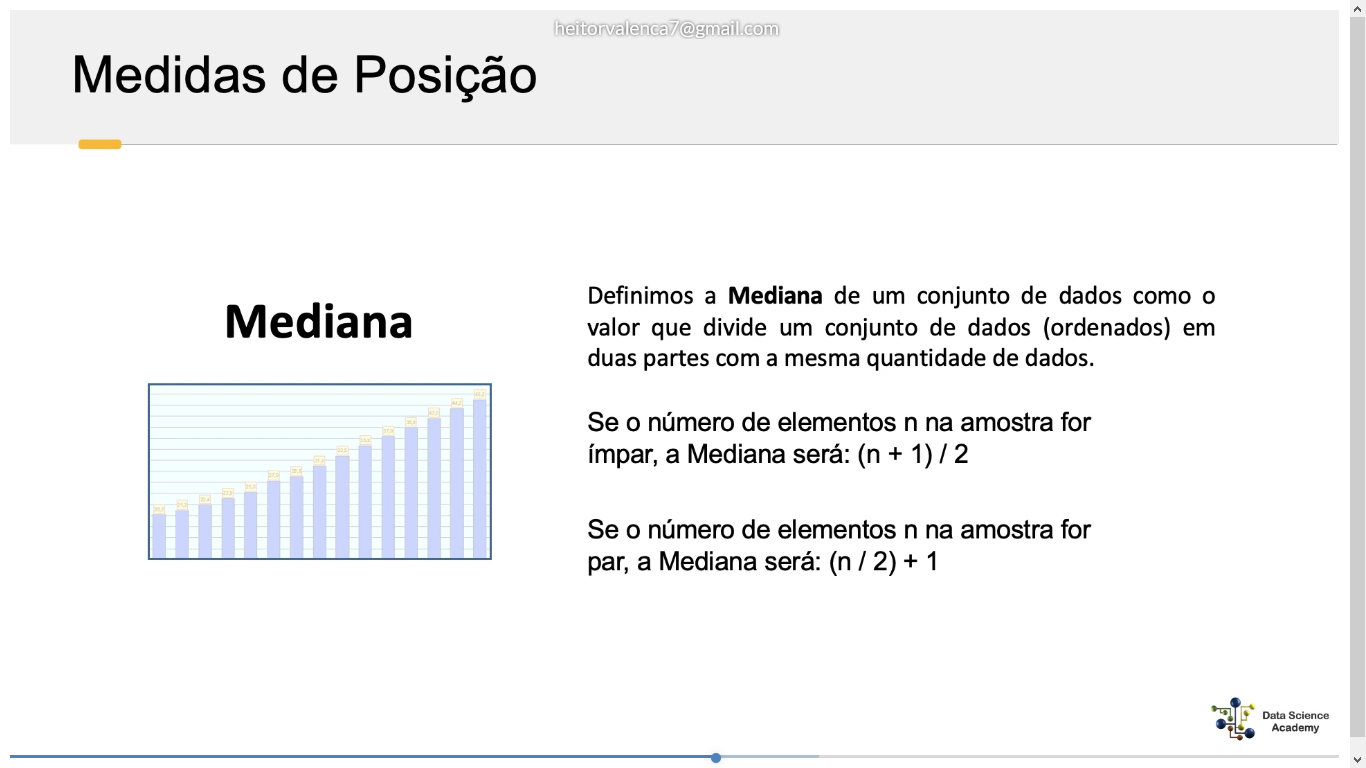 heitorvalenca7@gmail.com
Medidas de Posição
Mediana
Definimos a Mediana de um conjunto de dados como o
valor que divide um conjunto de dados (ordenados) em
duas partes com a mesma quantidade de dados.
Se o número de elementos n na amostra for
ímpar, a Mediana será: (n + 1) / 2
Se o número de elementos n na amostra for
par, a Mediana será: (n / 2) + 1
Data Science
Academy